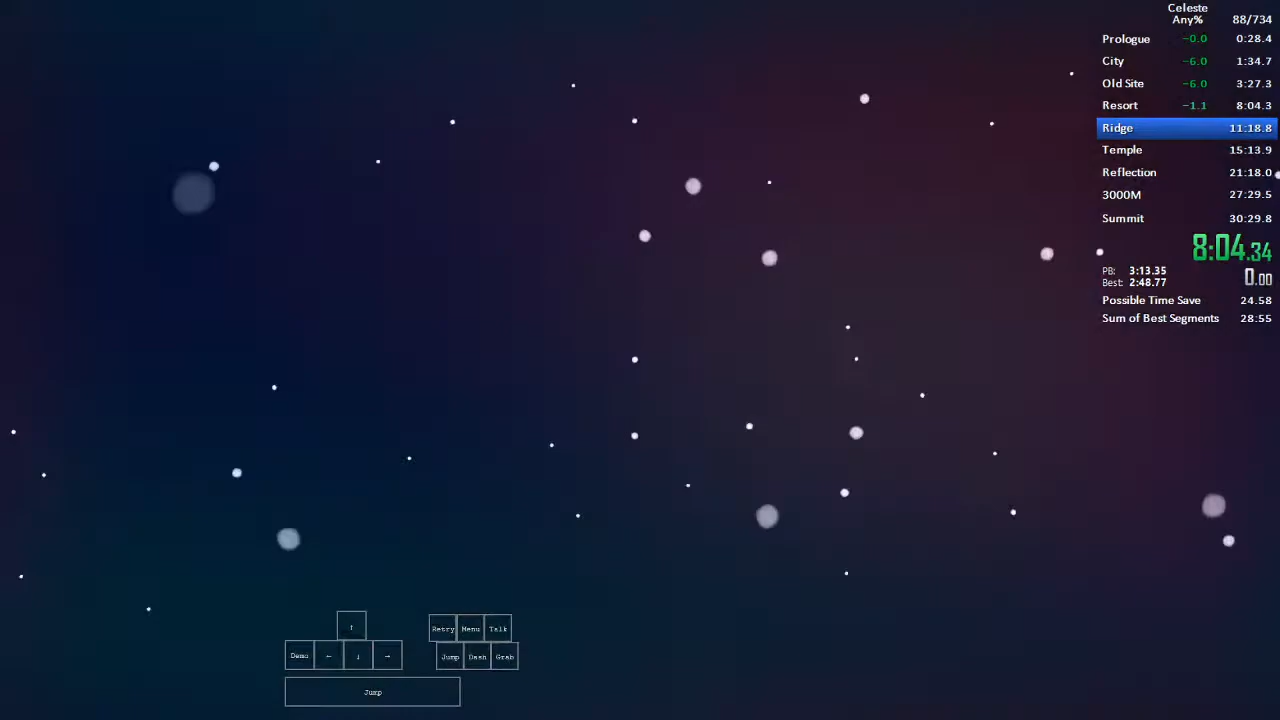 Celeste
Any% 88/734
Prologue -0.0 0:28.4
City -6.0 1:34.7
Old Site -6.0 3:27.3
Resort -1.1 8:04.3
Ridge 11:18.8
Temple 15:13.9
Reflection 21:18.0
3000M 27:29.5
Summit 30:29.8
8:04.34
PB: 3:13.35
Best: 2:48.77
0.00
Possible Time Save 24.58
Sum of Best Segments 28:55
↑
Retry Menu Talk
Demo ← ↓ →
Jump Dash Grab
Jump